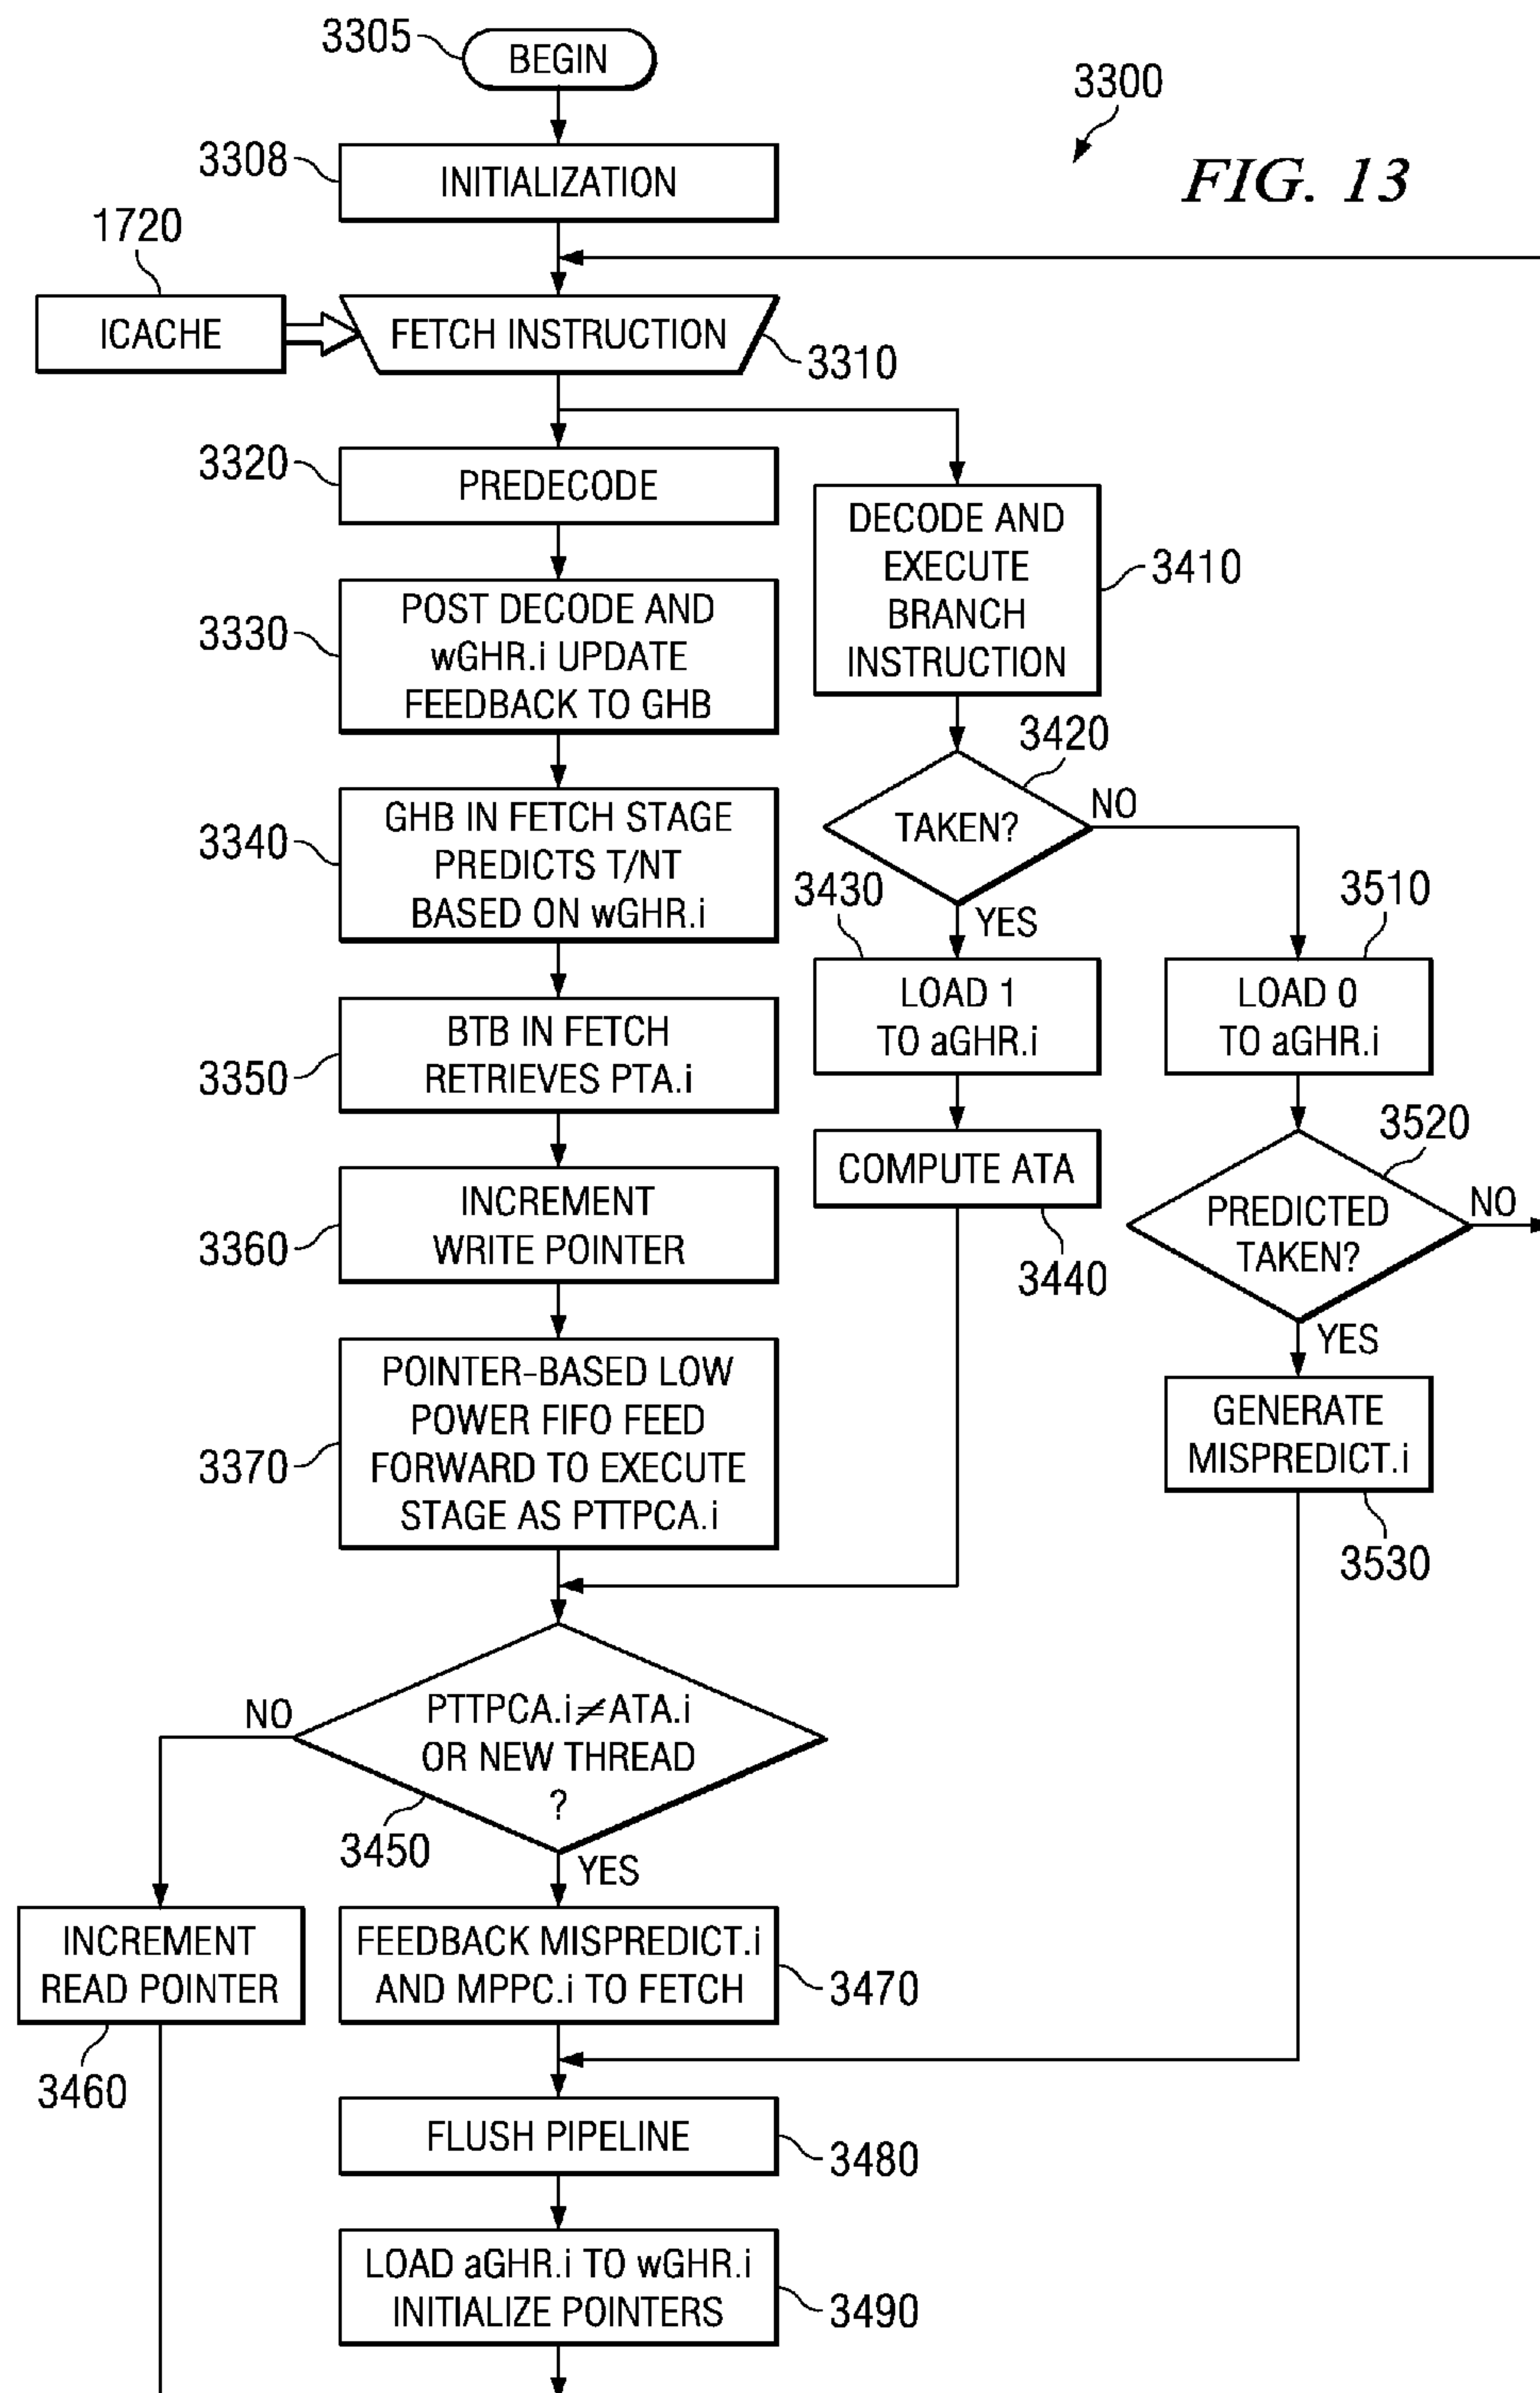 3305
BEGIN
3300
FIG. 13
3308
INITIALIZATION
1720
ICACHE
FETCH INSTRUCTION
3310
3320
PREDECODE
DECODE AND
EXECUTE
BRANCH
INSTRUCTION
3410
3330
POST DECODE AND
wGHR.i UPDATE
FEEDBACK TO GHB
3420
TAKEN?
NO
YES
3340
GHB IN FETCH STAGE
PREDICTS T/NT
BASED ON wGHR.i
3430
LOAD 1
TO aGHR.i
3510
LOAD 0
TO aGHR.i
3350
BTB IN FETCH
RETRIEVES PTA.i
COMPUTE ATA
3440
3520
PREDICTED
TAKEN?
NO
YES
3360
INCREMENT
WRITE POINTER
3370
POINTER-BASED LOW
POWER FIFO FEED
FORWARD TO EXECUTE
STAGE AS PTTPCA.i
GENERATE
MISPREDICT.i
3530
PTTPCA.i≠ATA.i
OR NEW THREAD
?
NO
3450
YES
INCREMENT
READ POINTER
3460
FEEDBACK MISPREDICT.i
AND MPPC.i TO FETCH
3470
FLUSH PIPELINE
3480
LOAD aGHR.i TO wGHR.i
INITIALIZE POINTERS
3490